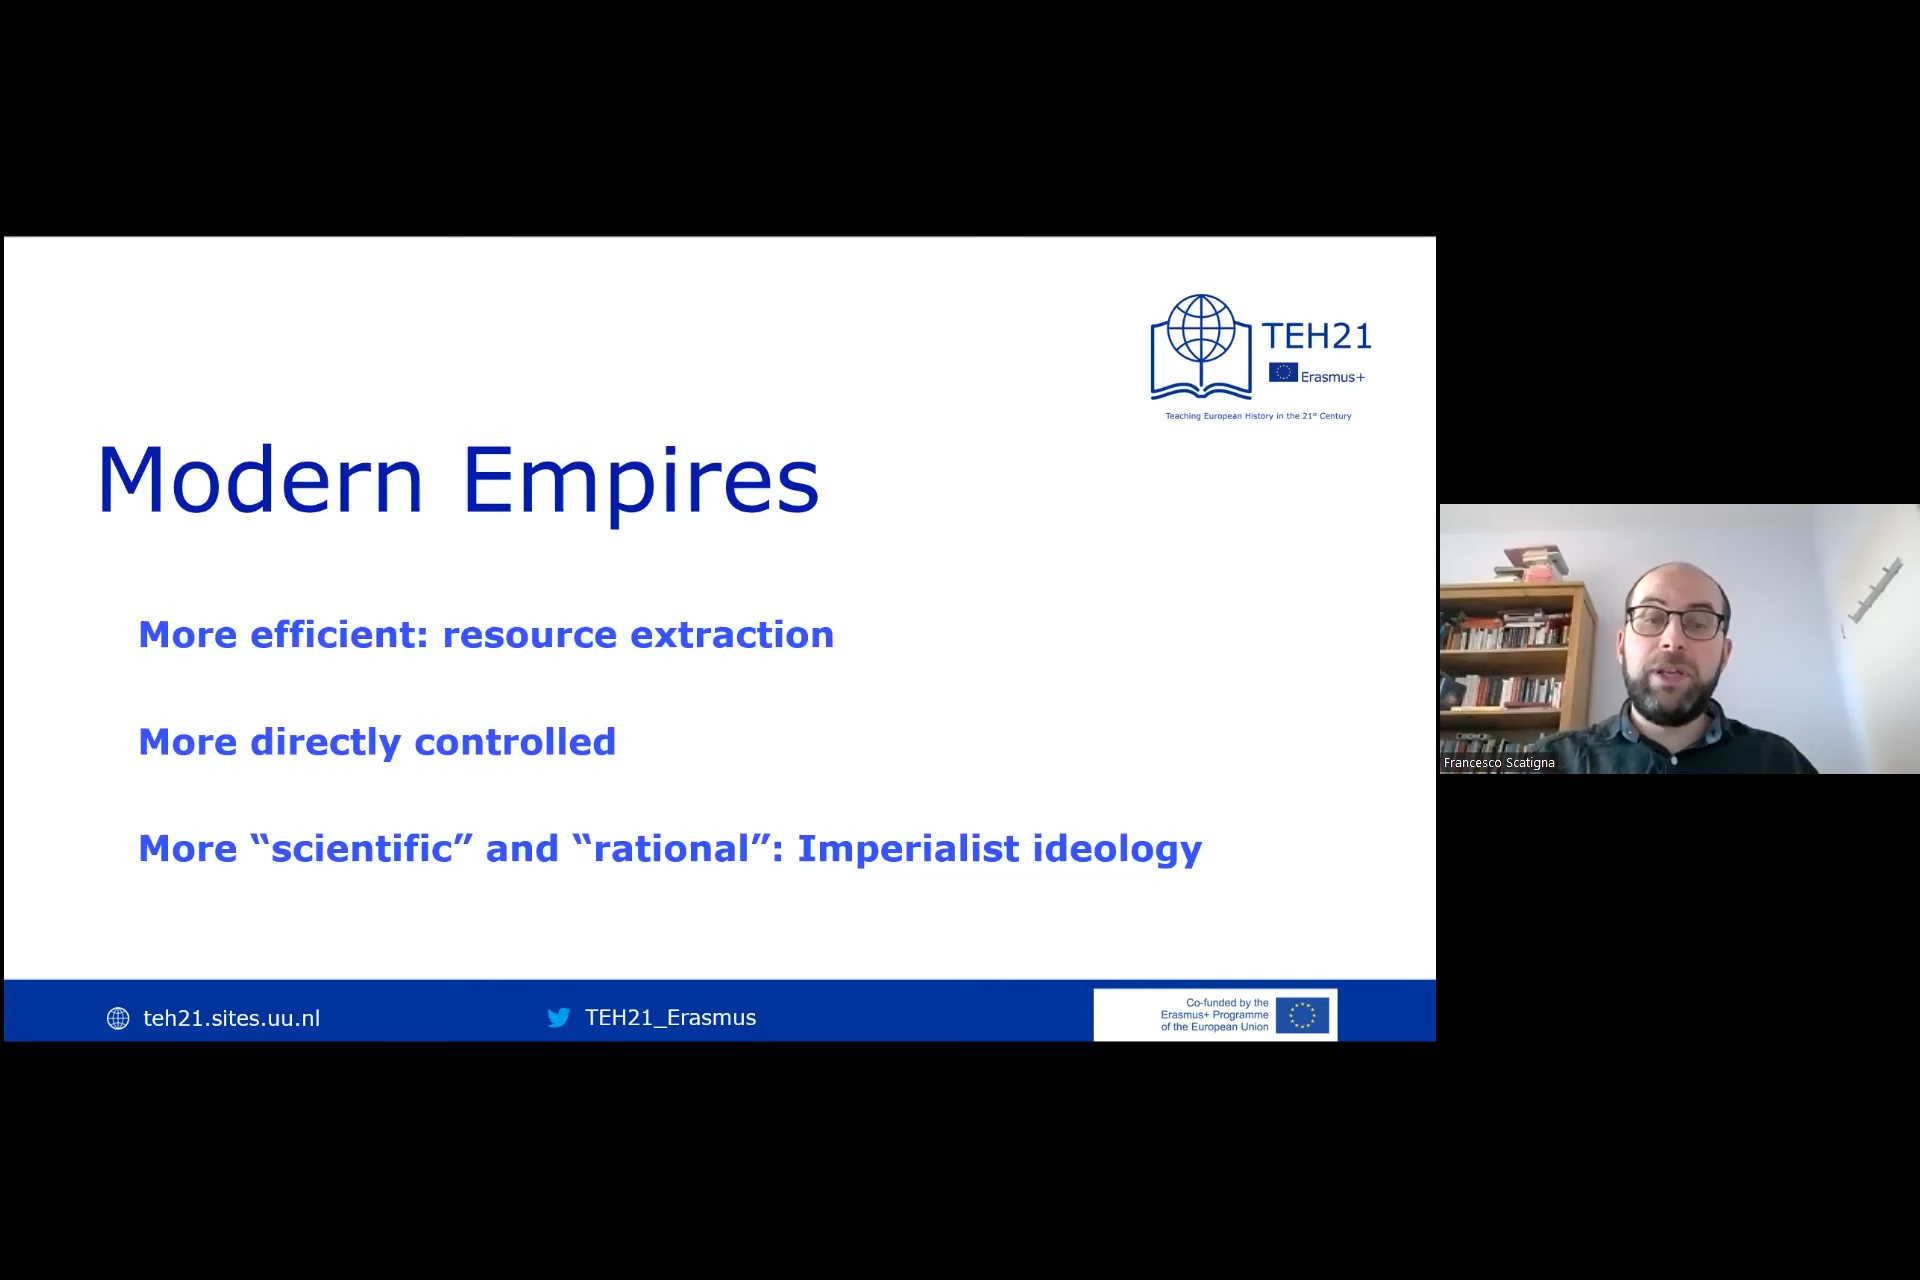 TEH21
Erasmus+
Teaching European History in the 21st Century
Modern Empires
More efficient: resource extraction
More directly controlled
More “scientific” and “rational”: Imperialist ideology
Francesco Scatigna
teh21.sites.uu.nl
TEH21_Erasmus
Co-funded by the
Erasmus+ Programme
of the European Union